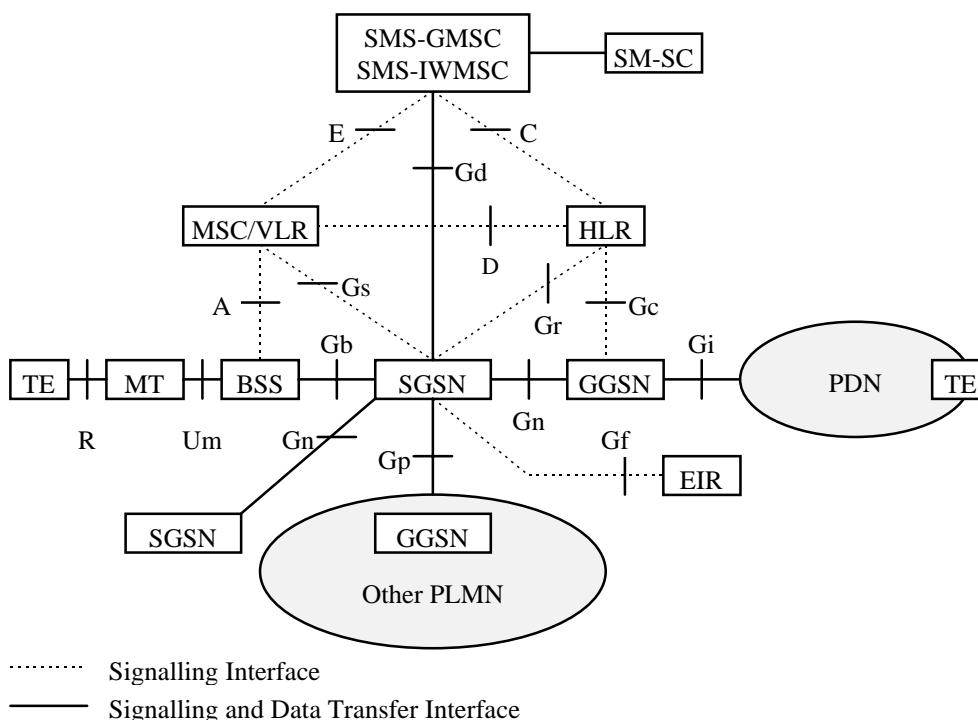 SMS-GMSC
SMS-IWMSC
SM-SC
E
C
Gd
MSC/VLR
HLR
D
A
Gs
Gr
Gc
Gb
Gi
TE
MT
BSS
SGSN
GGSN
PDN
TE
R
Um
Gn
Gn
Gp
Gf
EIR
SGSN
GGSN
Other PLMN
Signalling Interface
Signalling and Data Transfer Interface